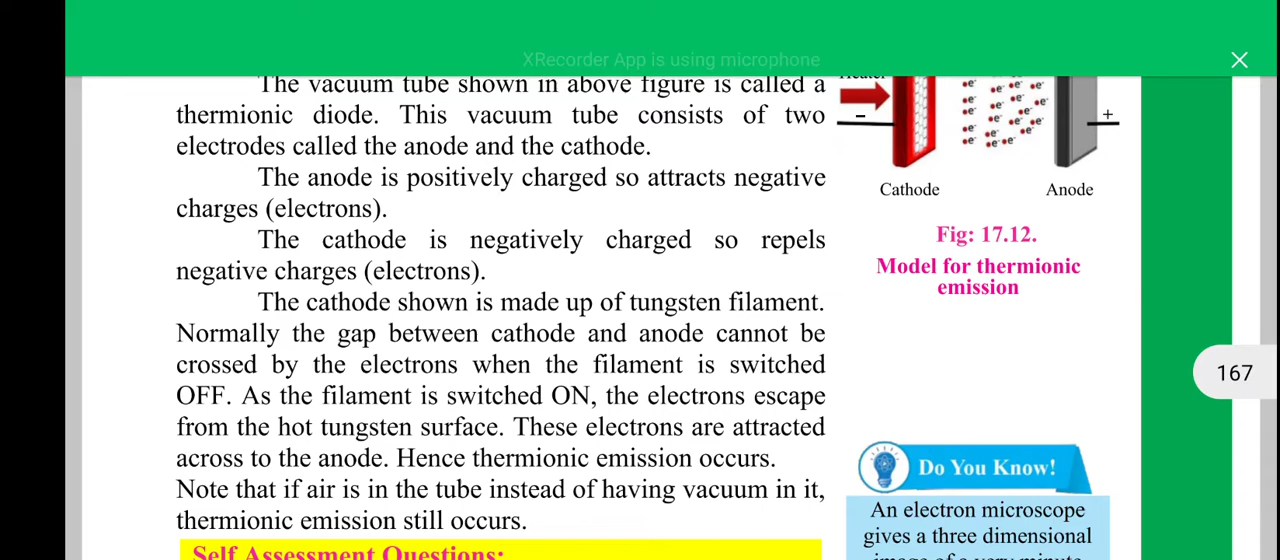 XRecorder App is using microphone
The vacuum tube shown in above figure is called a
thermionic diode. This vacuum tube consists of two
electrodes called the anode and the cathode.
The anode is positively charged so attracts negative
charges (electrons).
The cathode is negatively charged so repels
negative charges (electrons).
The cathode shown is made up of tungsten filament.
Normally the gap between cathode and anode cannot be
crossed by the electrons when the filament is switched
OFF. As the filament is switched ON, the electrons escape
from the hot tungsten surface. These electrons are attracted
across to the anode. Hence thermionic emission occurs.
Note that if air is in the tube instead of having vacuum in it,
thermionic emission still occurs.
Self Assessment Questions:
Heater
-
e⁻ e⁻ e⁻ e⁻ e⁻
+
Cathode Anode
Fig: 17.12.
Model for thermionic
emission
167
Do You Know!
An electron microscope
gives a three dimensional
image of a very minute